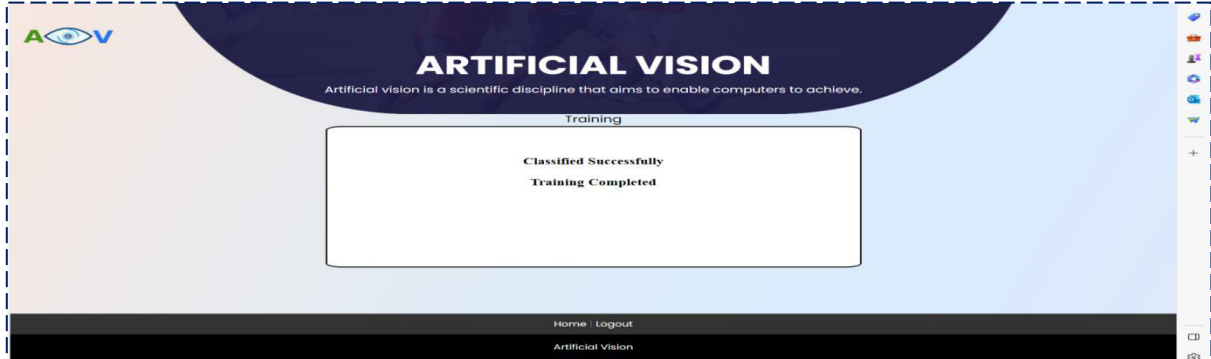 AV
ARTIFICIAL VISION
Artificial vision is a scientific discipline that aims to enable computers to achieve.
Training
Classified Successfully
Training Completed
Home | Logout
Artificial Vision